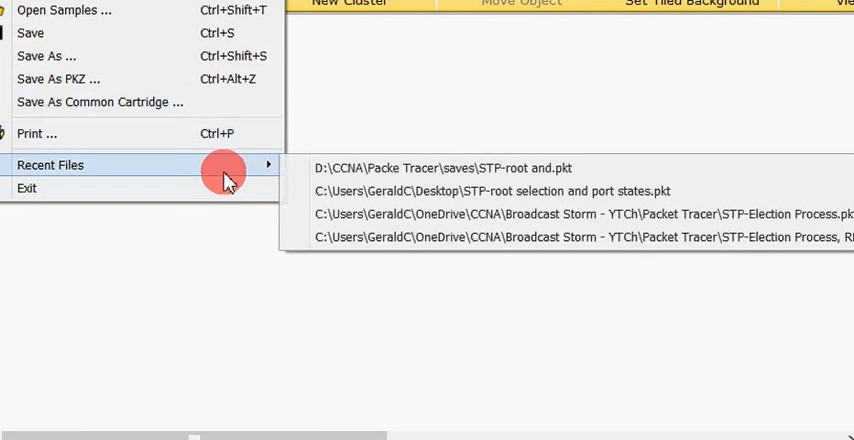 New Cluster Move Object Set Tiled Background
Open Samples ... Ctrl+Shift+T
Save Ctrl+S
Save As ... Ctrl+Shift+S
Save As PKZ ... Ctrl+Alt+Z
Save As Common Cartridge ...
Print ... Ctrl+P
Recent Files
Exit
D:\CCNA\Packe Tracer\saves\STP-root and.pkt
C:\Users\GeraldC\Desktop\STP-root selection and port states.pkt
C:\Users\GeraldC\OneDrive\CCNA\Broadcast Storm - YTCh\Packet Tracer\STP-Election Process.pk
C:\Users\GeraldC\OneDrive\CCNA\Broadcast Storm - YTCh\Packet Tracer\STP-Election Process,